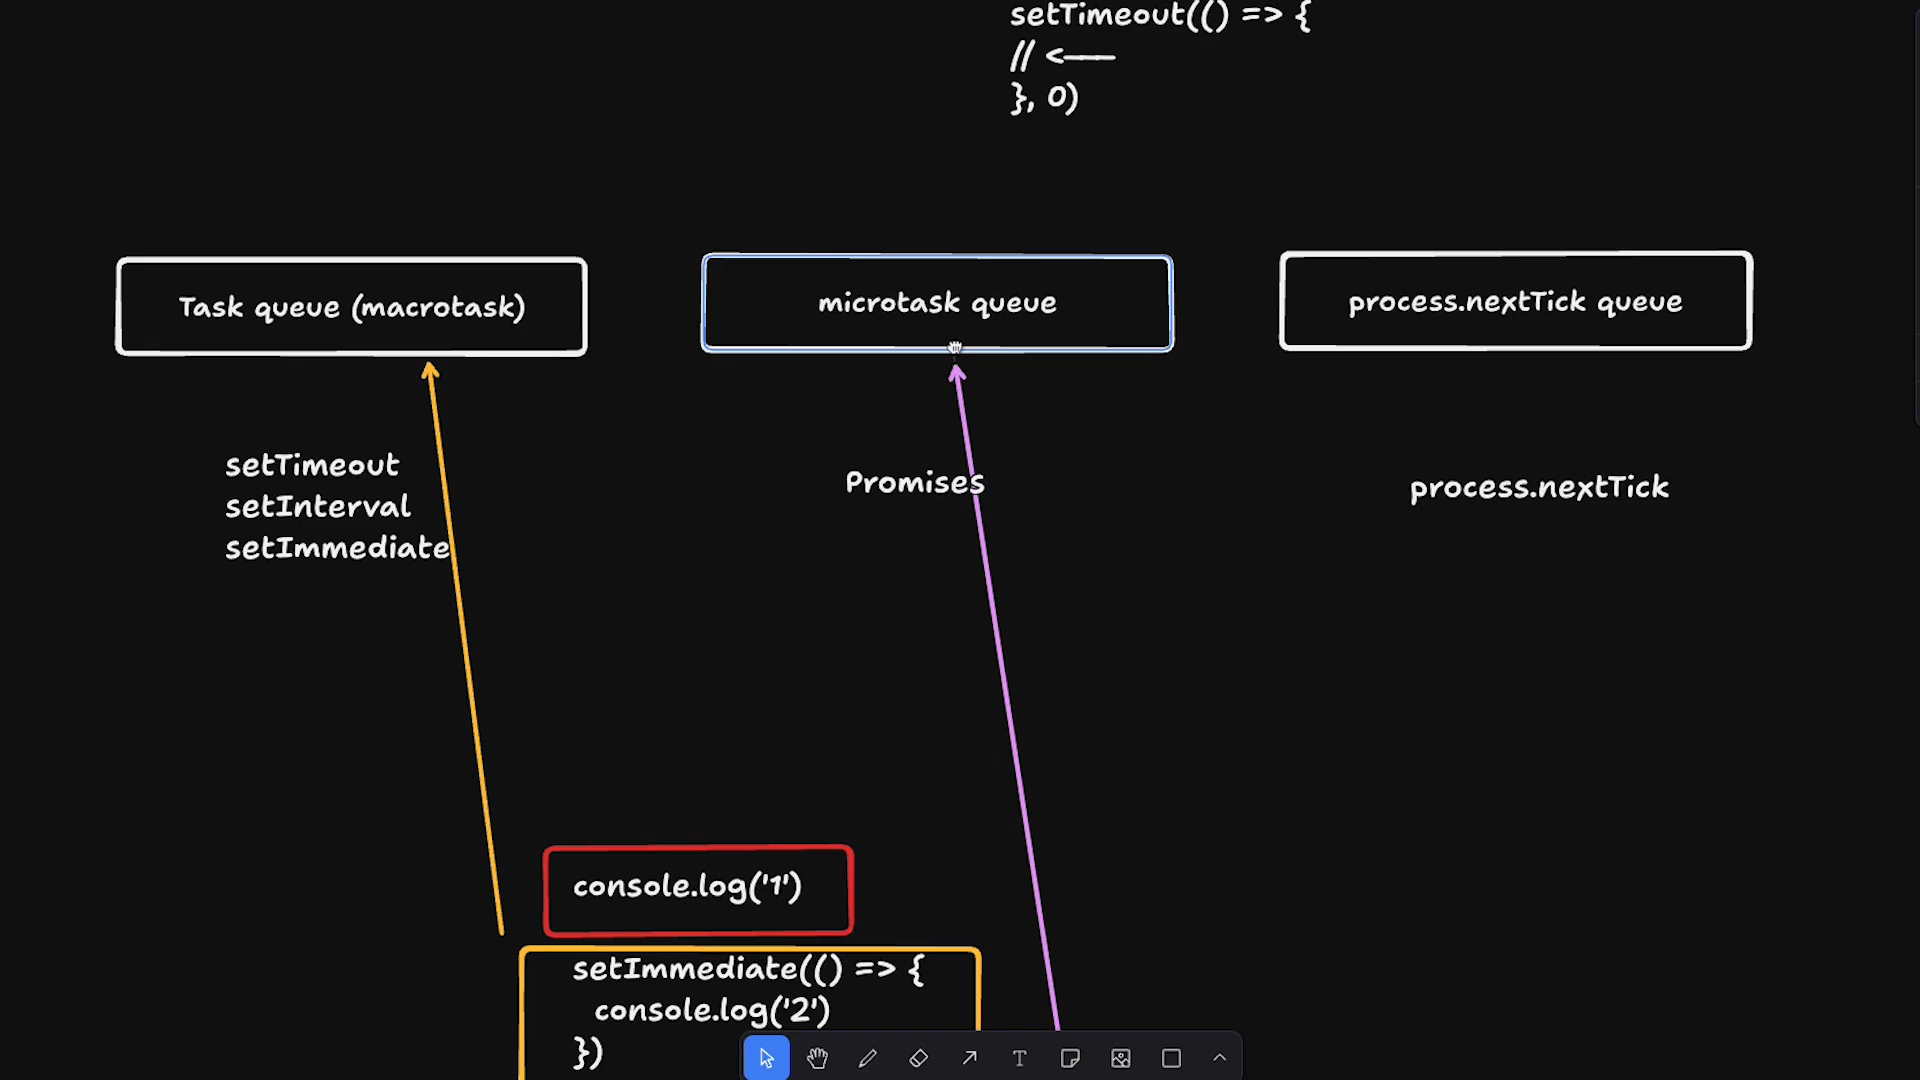 setTimeout(() => {
// <——
}, 0)
Task queue (macrotask)
microtask queue
process.nextTick queue
setTimeout
setInterval
setImmediate
Promises
process.nextTick
console.log('1')
setImmediate(() => {
console.log('2')
})
T